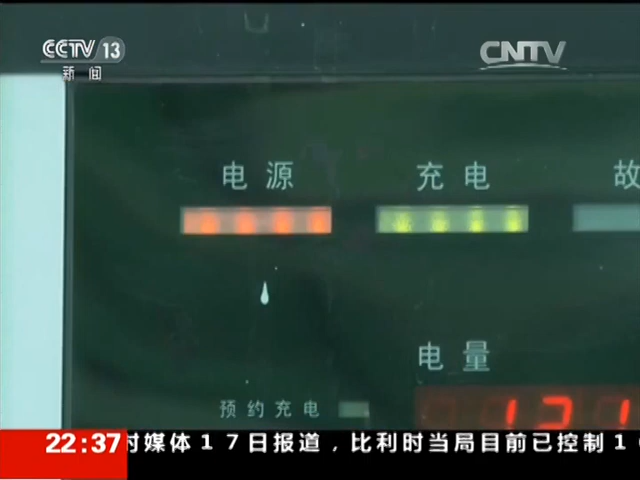 CCTV 13
新闻
CNTV
电源
充电
故
电量
131
预约充电
22:37
时媒体17日报道，比利时当局目前已控制1